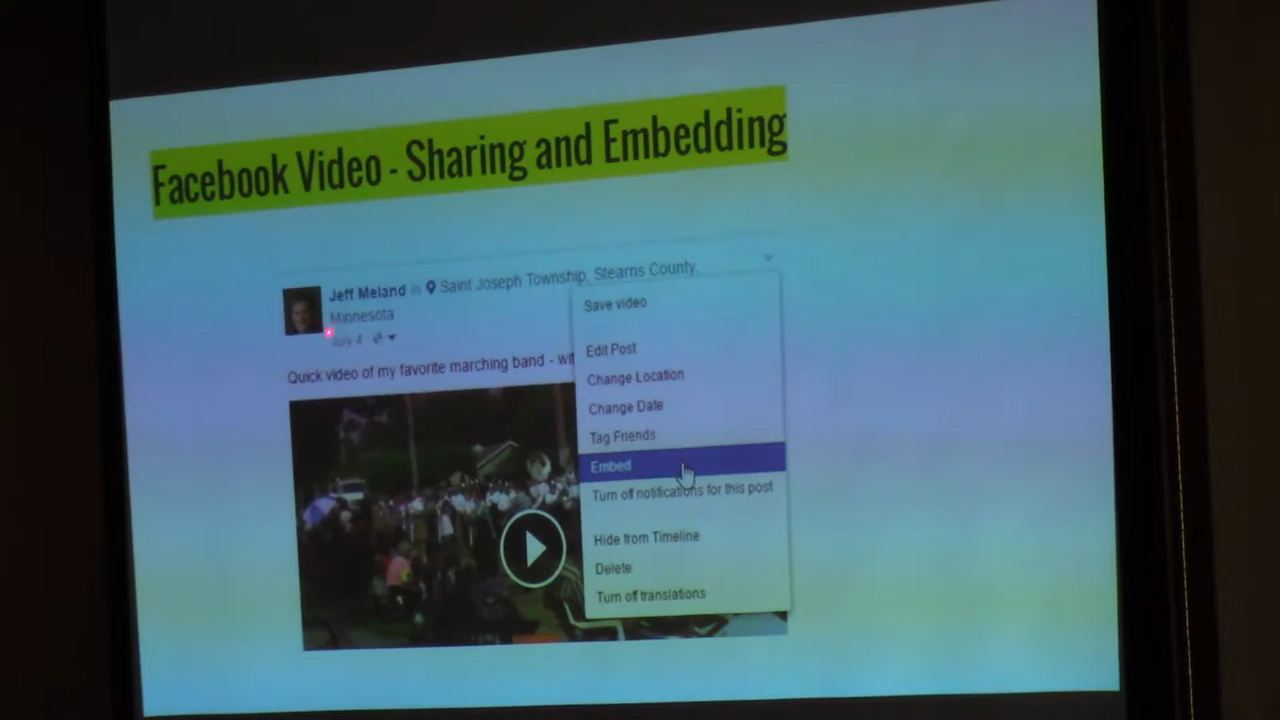 Facebook Video - Sharing and Embedding
Jeff Meland in Saint Joseph Township, Stearns County,
Minnesota
July 4
Quick video of my favorite marching band - wit
Save video
Edit Post
Change Location
Change Date
Tag Friends
Embed
Turn off notifications for this post
Hide from Timeline
Delete
Turn off translations